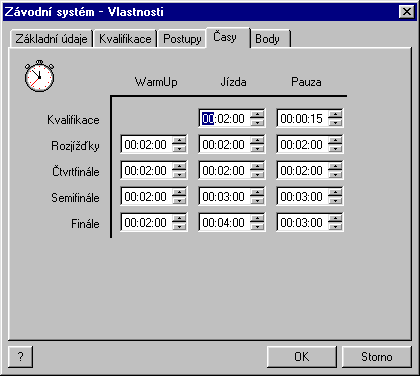 Závodní systém - Vlastnosti
Základní údaje Kvalifikace Postupy Časy Body
WarmUp Jízda Pauza
Kvalifikace 00:02:00 00:00:15
Rozjížďky 00:02:00 00:02:00 00:02:00
Čtvrtfinále 00:02:00 00:02:00 00:02:00
Semifinále 00:02:00 00:03:00 00:02:00
Finále 00:02:00 00:04:00 00:03:00
? OK Storno